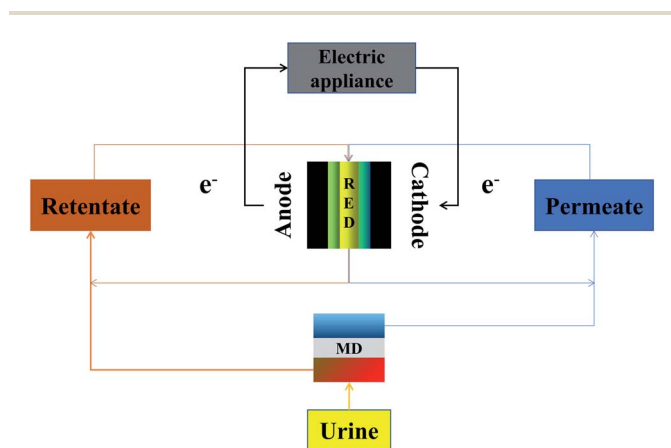 Electric
appliance
e-
Anode
R
E
D
Cathode
e-
Retentate
Permeate
MD
Urine